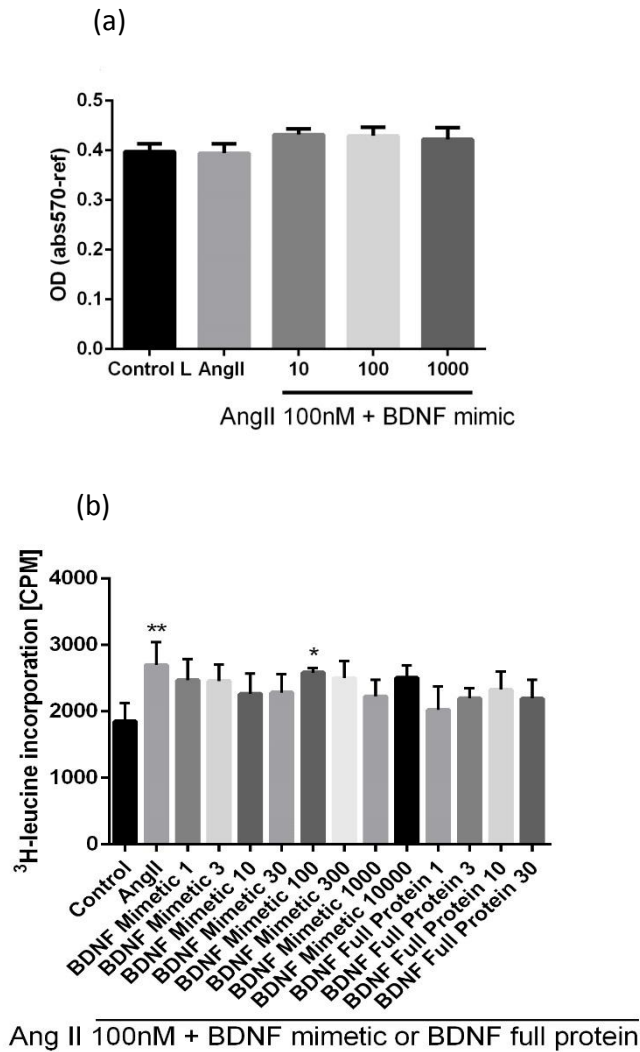 (a)
OD (abs570-ref)
0.5
0.4
0.3
0.2
0.1
0.0
Control L AngII 10 100 1000
AngII 100nM + BDNF mimic
(b)
³H-leucine incorporation [CPM]
4000
3000
2000
1000
0
**
*
Control
AngII
BDNF Mimetic 1
BDNF Mimetic 3
BDNF Mimetic 10
BDNF Mimetic 30
BDNF Mimetic 100
BDNF Mimetic 300
BDNF Mimetic 1000
BDNF Mimetic 10000
BDNF Full Protein 1
BDNF Full Protein 3
BDNF Full Protein 10
BDNF Full Protein 30
Ang II 100nM + BDNF mimetic or BDNF full protein